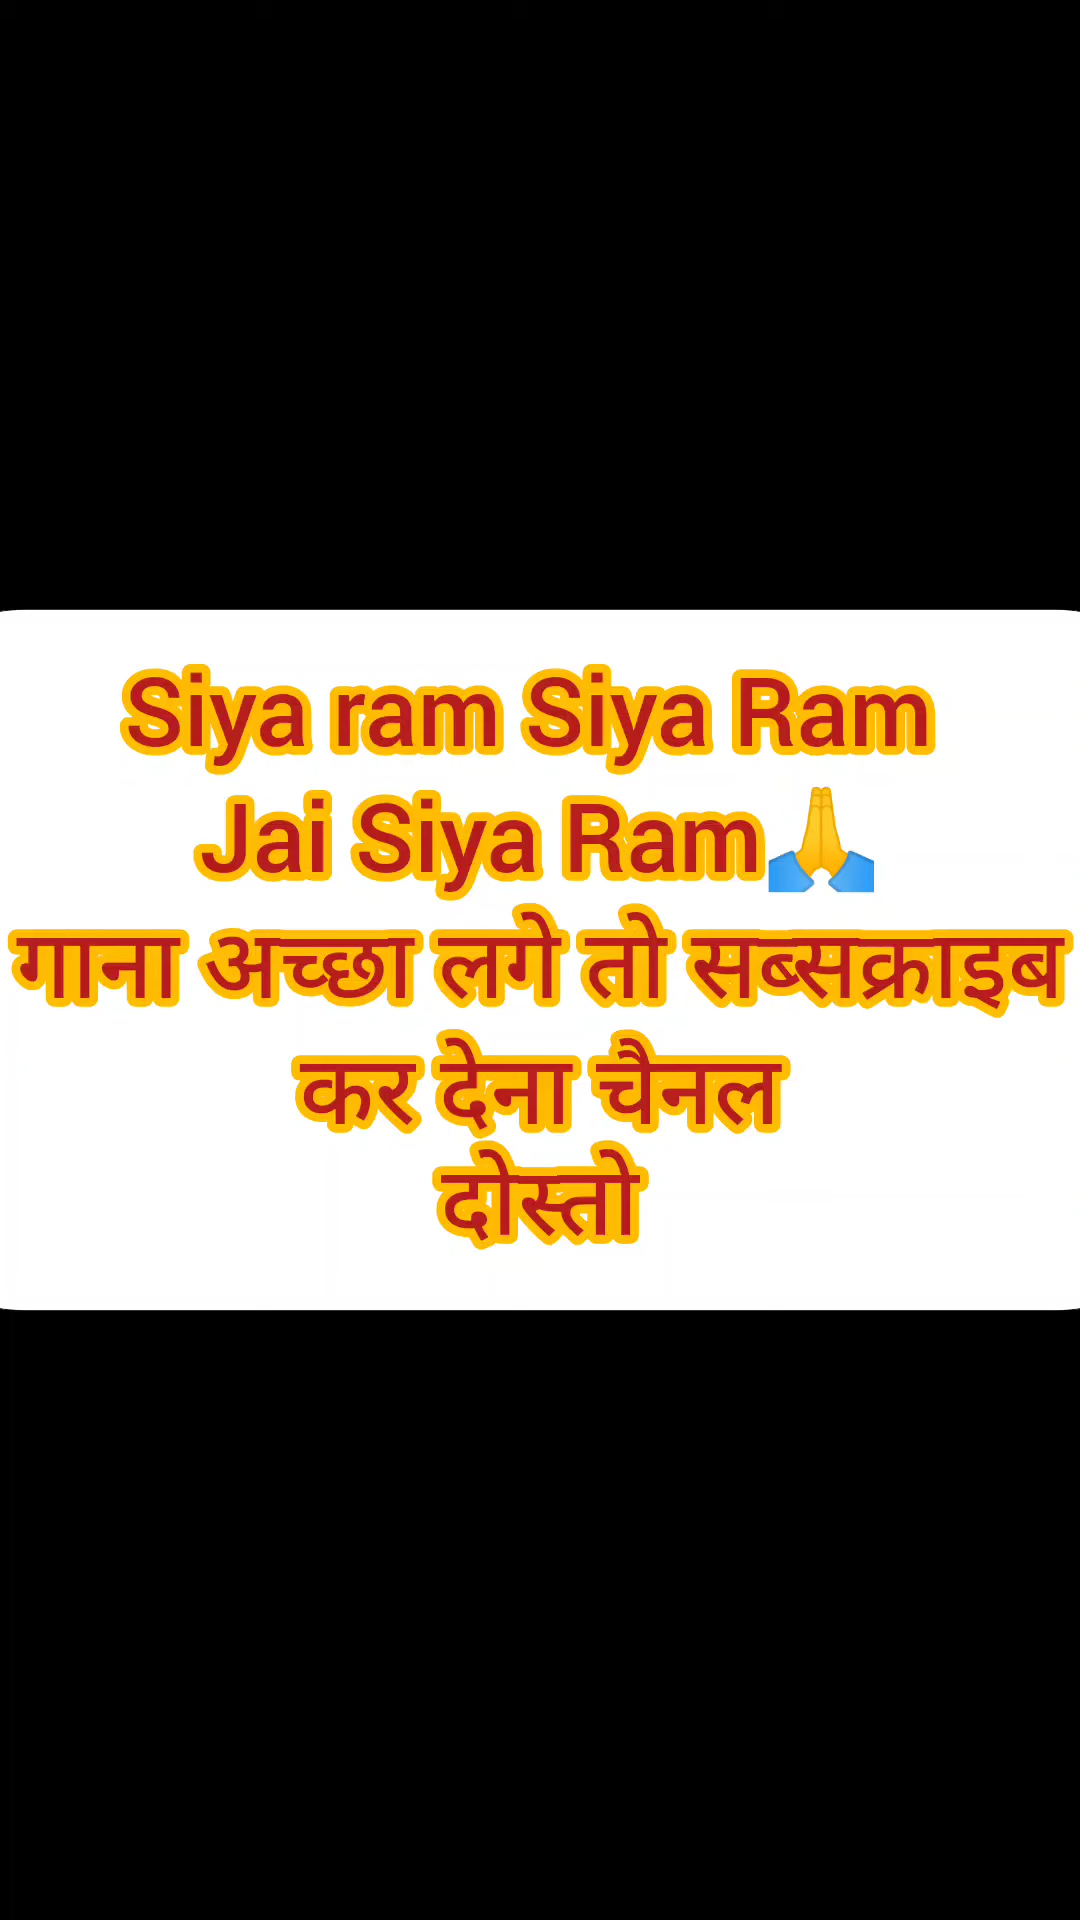 Siya ram Siya Ram
Jai Siya Ram🙏
गाना अच्छा लगे तो सब्सक्राइब
कर देना चैनल
दोस्तो